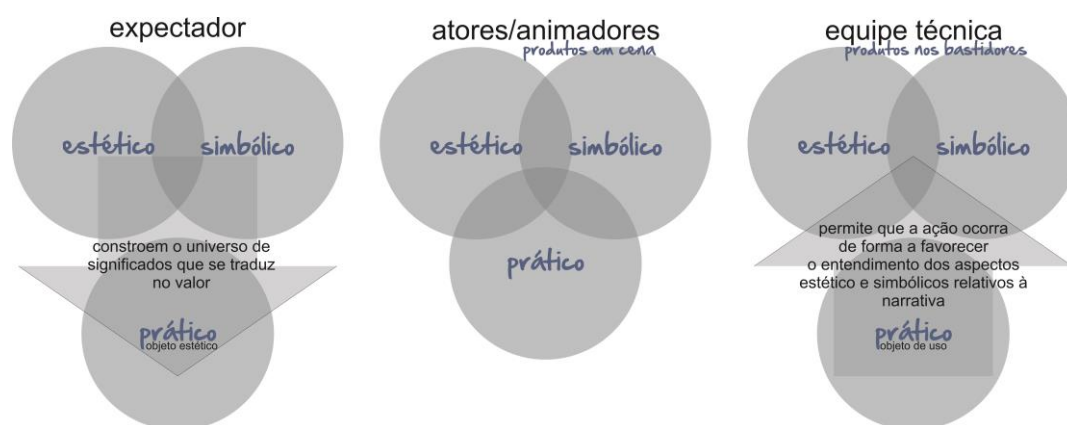 expectador
estético
simbólico
constroem o universo de
significados que se traduz
no valor
prático
objeto estético
atores/animadores
produtos em cena
estético
simbólico
prático
equipe técnica
produtos nos bastidores
estético
simbólico
permite que a ação ocorra
de forma a favorecer
o entendimento dos aspectos
estético e simbólicos relativos à
narrativa
prático
objeto de uso